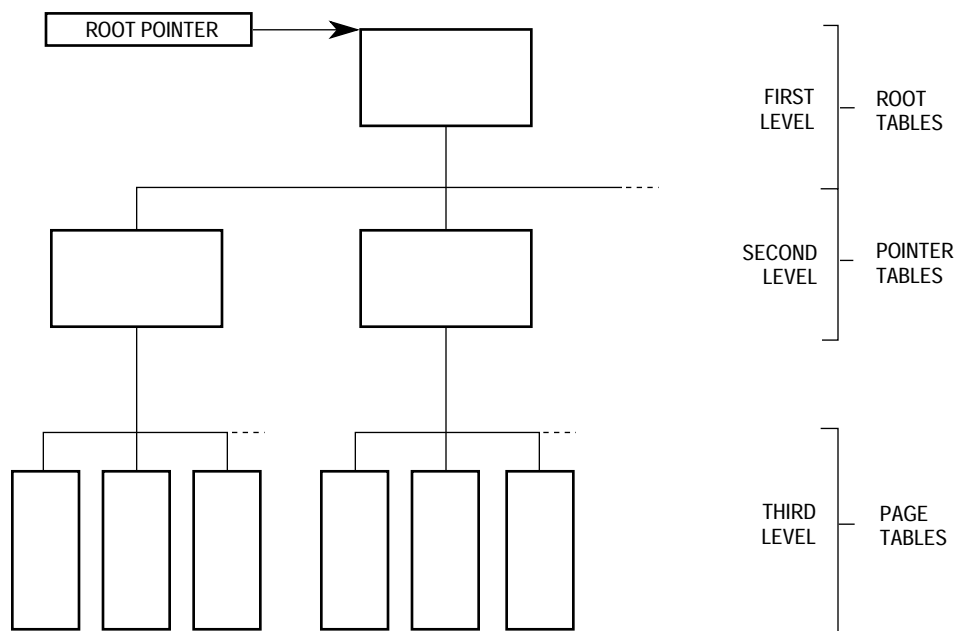 ROOT POINTER
FIRST
LEVEL
ROOT
TABLES
SECOND
LEVEL
POINTER
TABLES
THIRD
LEVEL
PAGE
TABLES